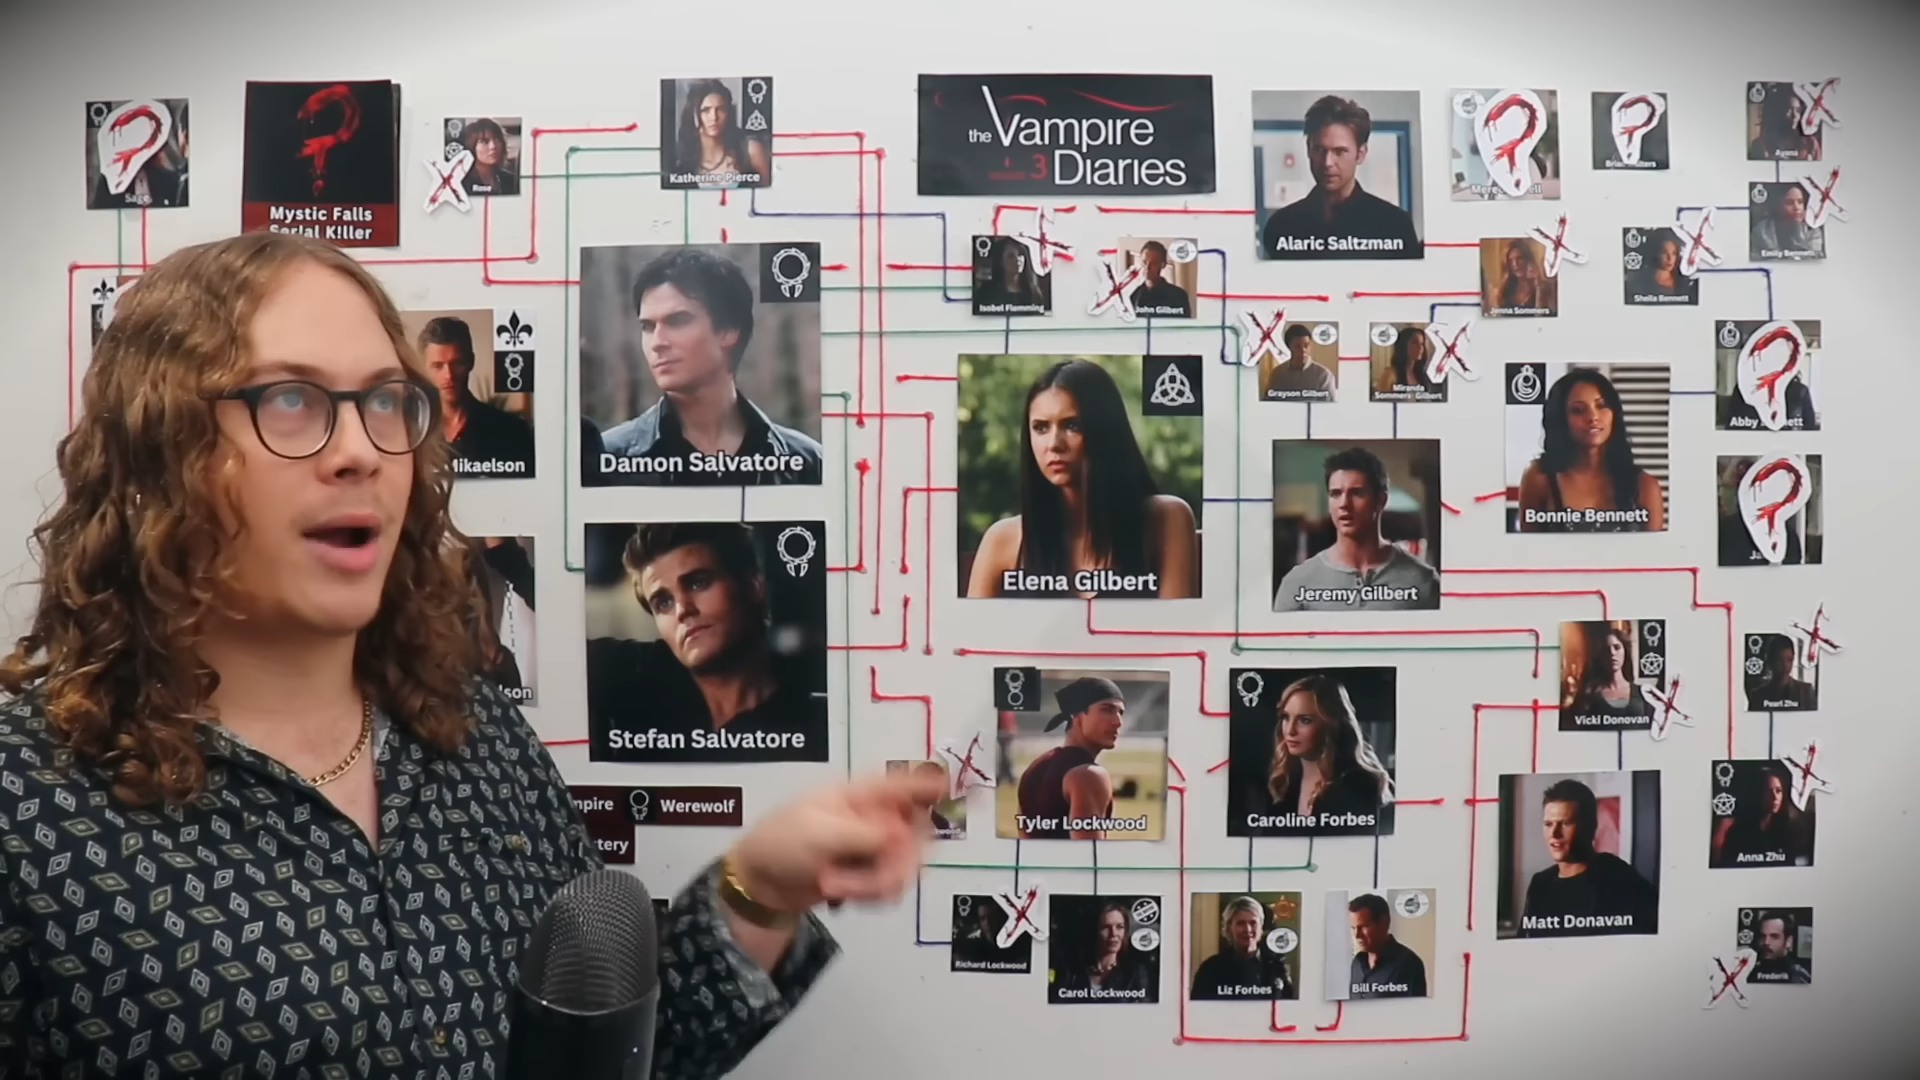 the Vampire
Diaries
3
Mystic Falls
Serial K!ller
Sage
Rose
Katherine Pierce
Alaric Saltzman
Ayana
Emily Bennett
Sheila Bennett
Isobel Flemming
John Gilbert
Jenna Sommers
Grayson Gilbert
Miranda
Sommers Gilbert
Mikaelson
Damon Salvatore
Elena Gilbert
Jeremy Gilbert
Bonnie Bennett
Abby
Stefan Salvatore
Vicki Donovan
Pearl Zhu
Tyler Lockwood
Caroline Forbes
Anna Zhu
Matt Donavan
Werewolf
Richard Lockwood
Carol Lockwood
Liz Forbes
Bill Forbes
Frederik